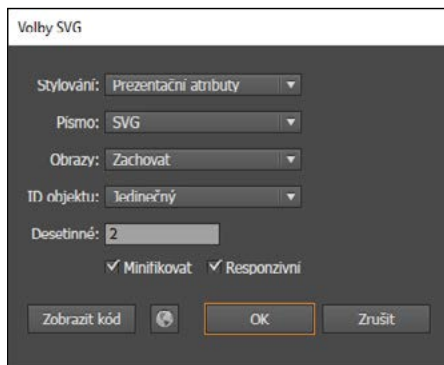 Volby SVG
Stylování: Prezentační atributy
Písmo: SVG
Obrazy: Zachovat
ID objektu: Jedinečný
Desetinné: 2
Minifikovat Responzivní
Zobrazit kód OK Zrušit